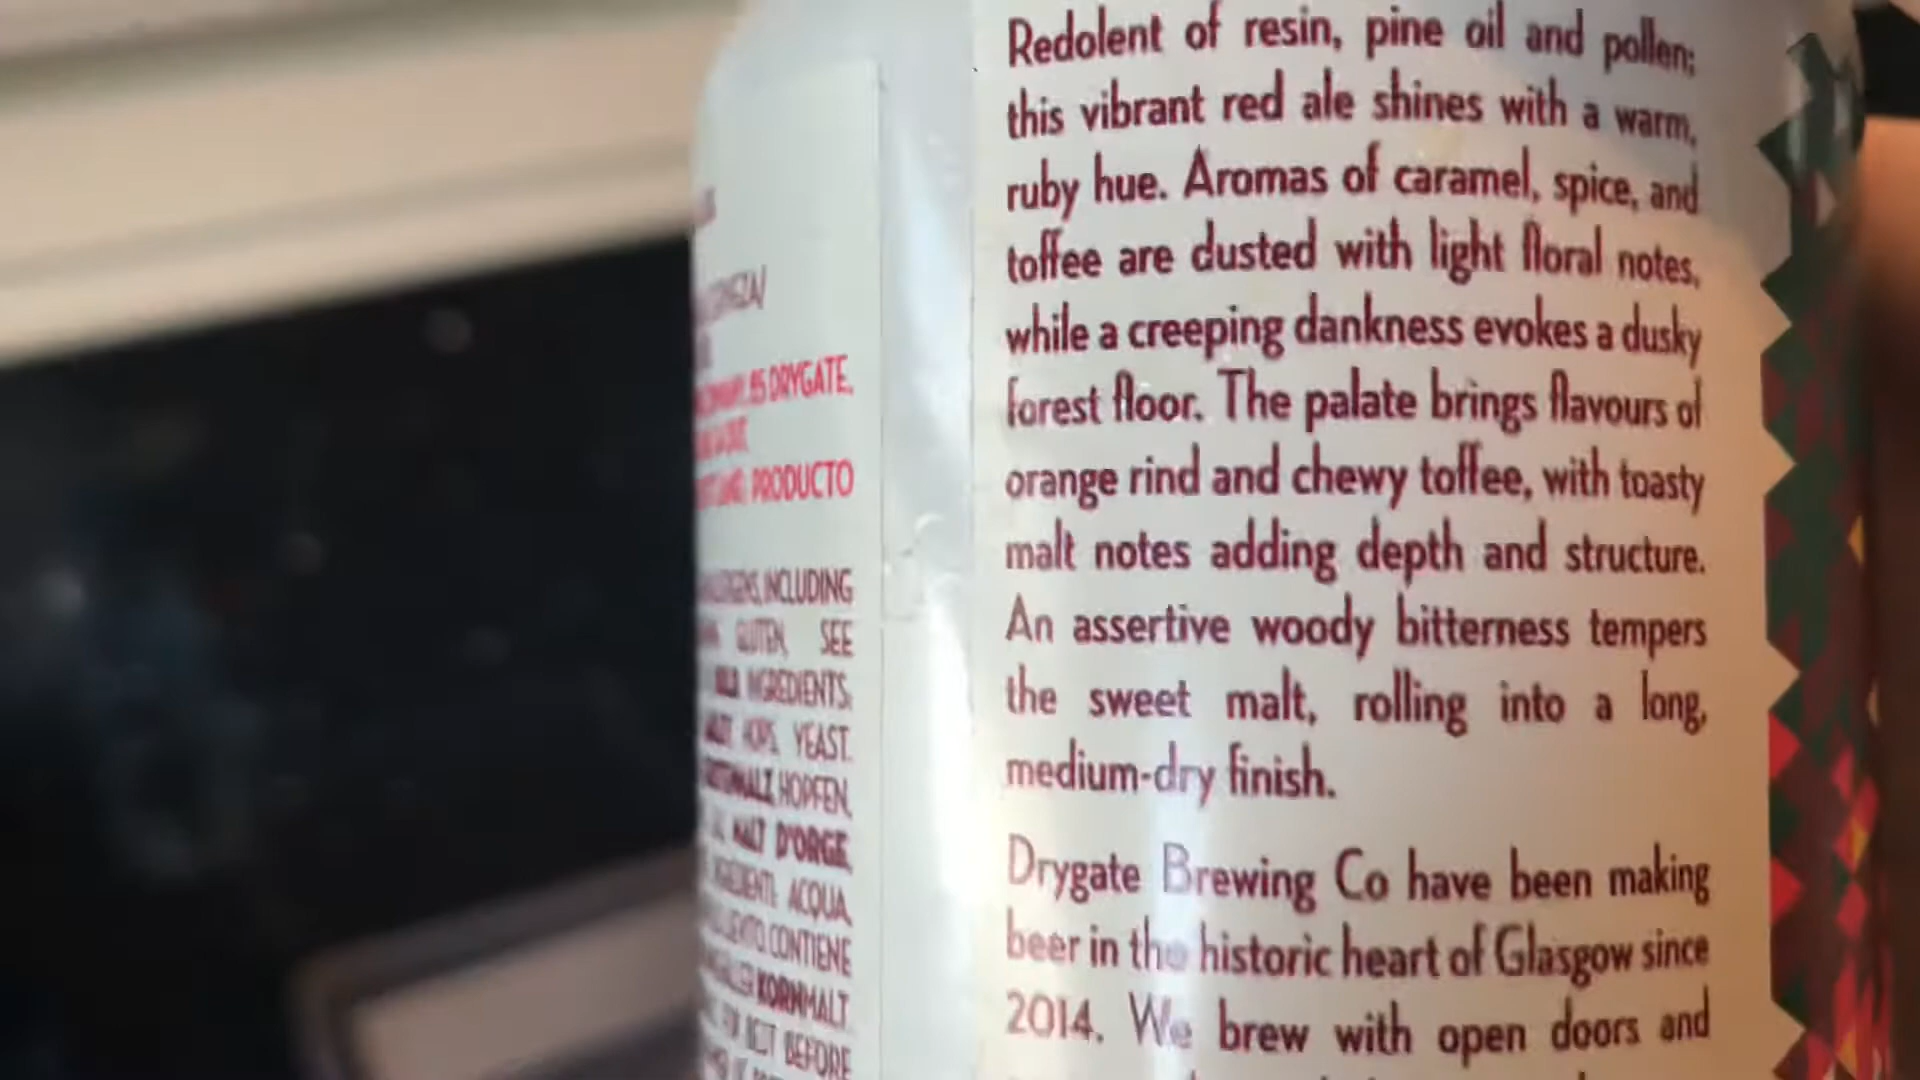 Redolent of resin, pine oil and pollen;
this vibrant red ale shines with a warm,
ruby hue. Aromas of caramel, spice, and
toffee are dusted with light floral notes,
while a creeping dankness evokes a dusky
forest floor. The palate brings flavours of
orange rind and chewy toffee, with toasty
malt notes adding depth and structure.
An assertive woody bitterness tempers
the sweet malt, rolling into a long,
medium-dry finish.
Drygate Brewing Co have been making
beer in the historic heart of Glasgow since
2014. We brew with open doors and
85 DRYGATE,
PRODUCTO
INCLUDING
GLUTEN, SEE
INGREDIENTS:
HOPS, YEAST.
HOPFEN,
MALT D'ORGE,
ACQUA,
CONTIENE
KORNMALT
BEFORE